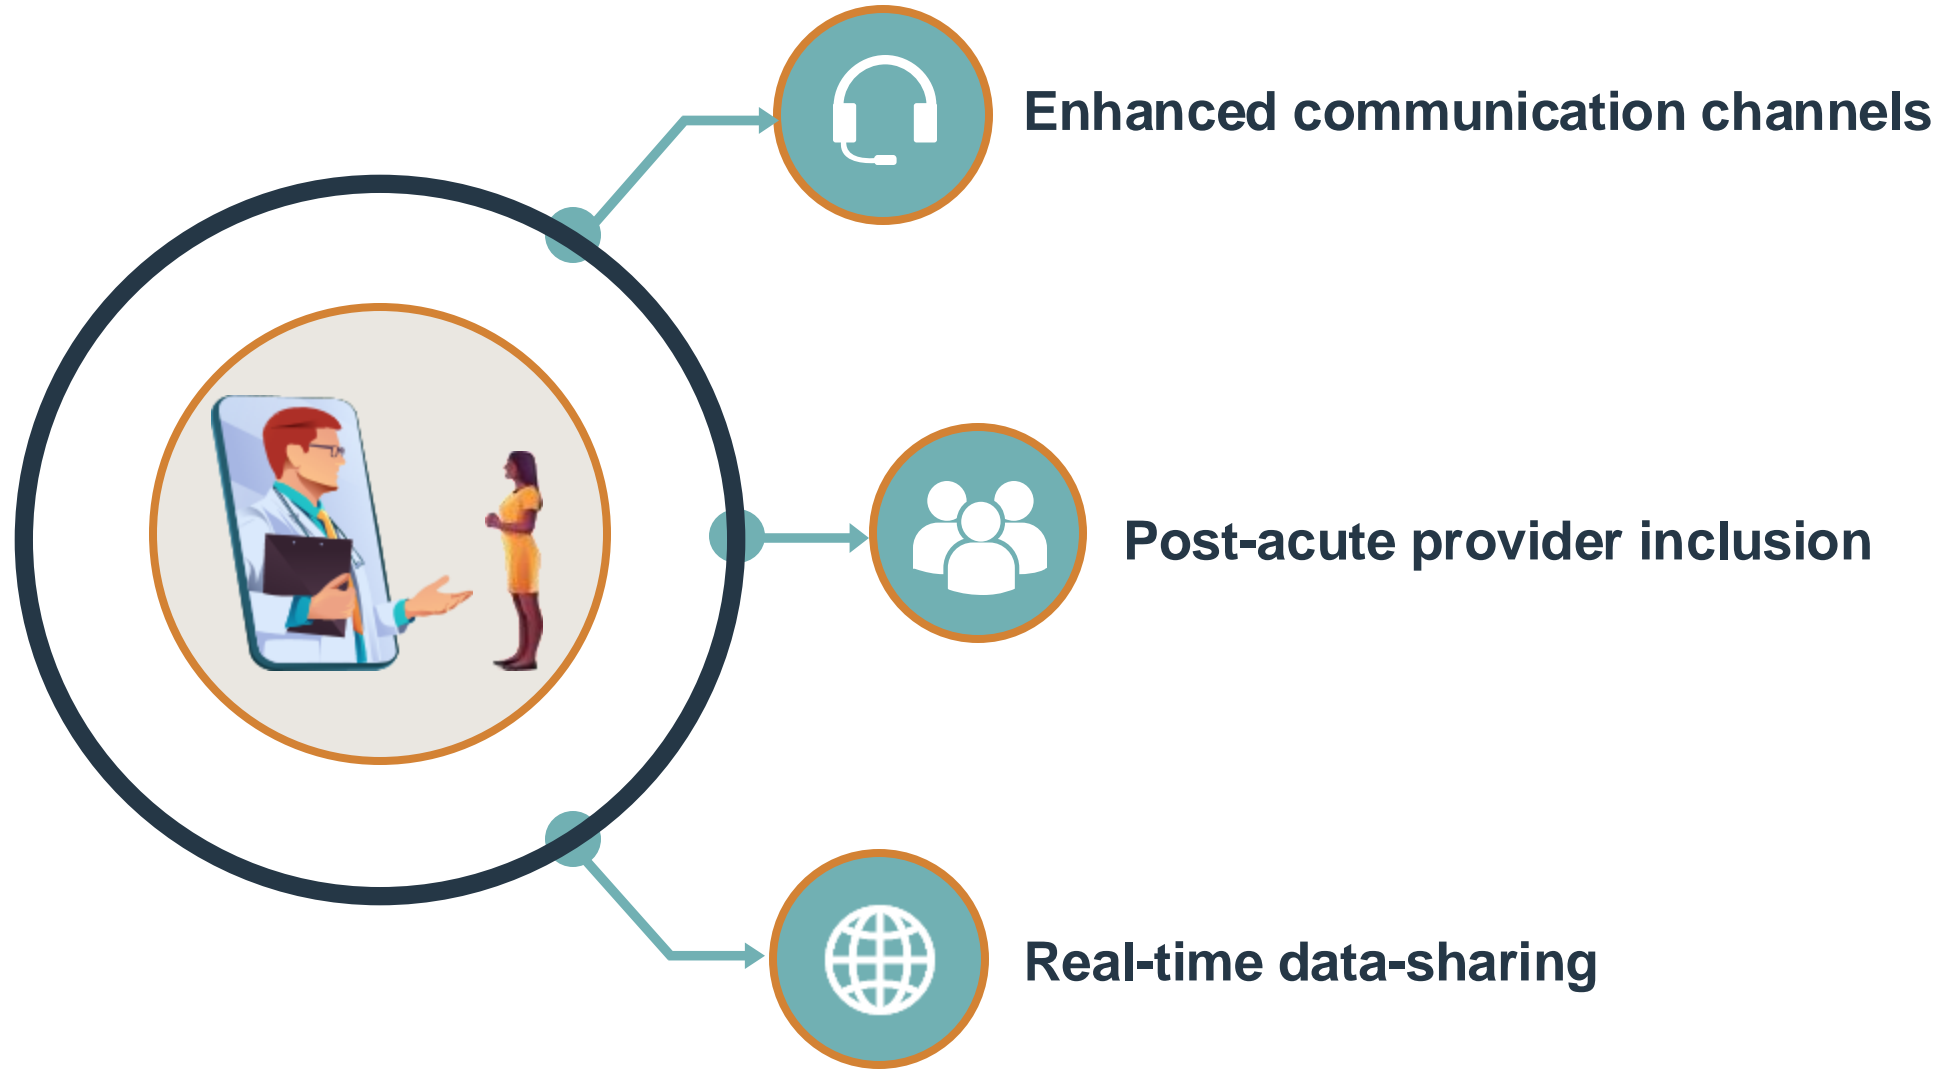 Enhanced communication channels
Post-acute provider inclusion
Real-time data-sharing